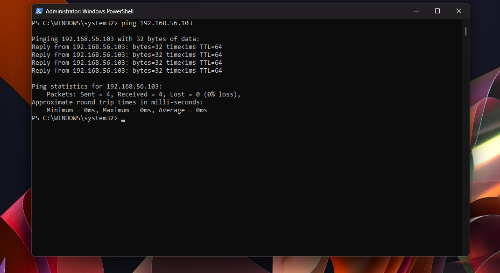 Administrator: Windows PowerShell
PS C:\WINDOWS\system32> ping 192.168.56.103
Pinging 192.168.56.103 with 32 bytes of data:
Reply from 192.168.56.103: bytes=32 time<1ms TTL=64
Reply from 192.168.56.103: bytes=32 time<1ms TTL=64
Reply from 192.168.56.103: bytes=32 time<1ms TTL=64
Reply from 192.168.56.103: bytes=32 time<1ms TTL=64
Ping statistics for 192.168.56.103:
Packets: Sent = 4, Received = 4, Lost = 0 (0% loss),
Approximate round trip times in milli-seconds:
Minimum = 0ms, Maximum = 0ms, Average = 0ms
PS C:\WINDOWS\system32>